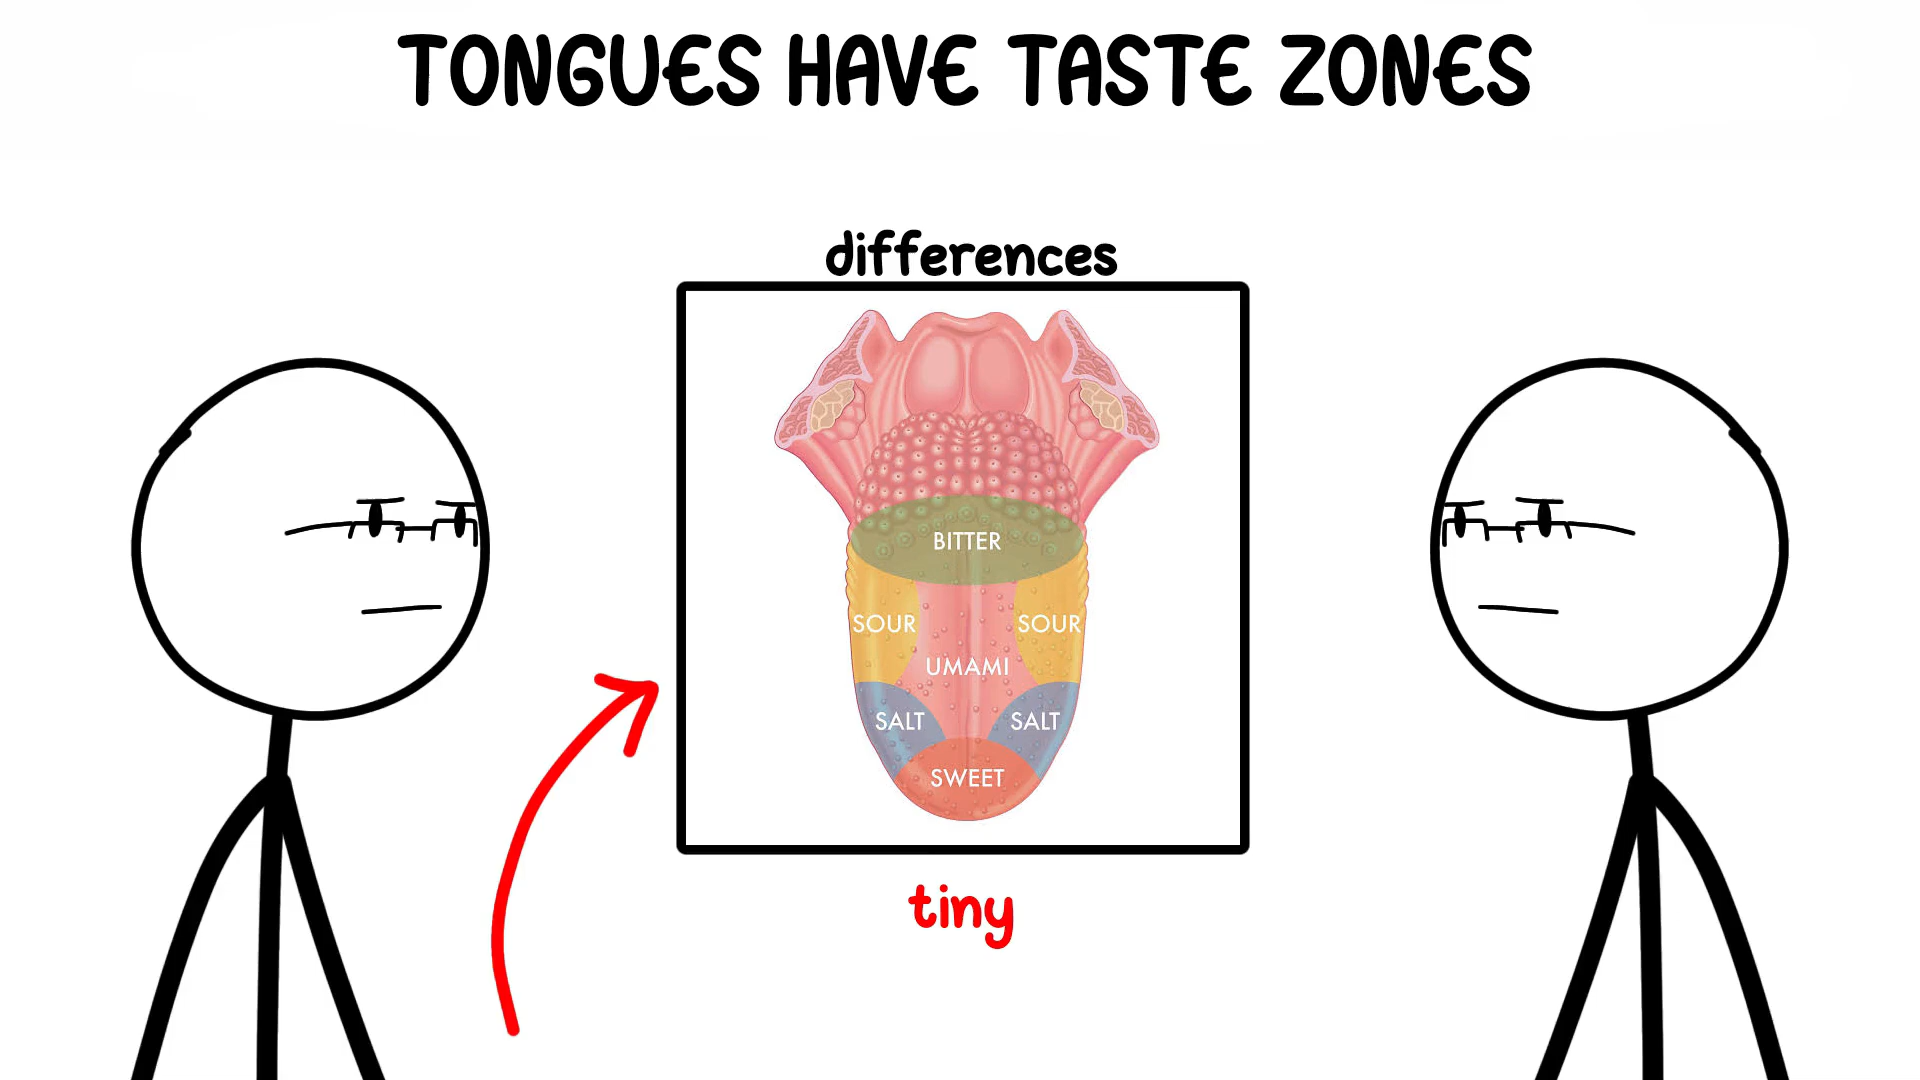 TONGUES HAVE TASTE ZONES
differences
BITTER
SOUR SOUR
UMAMI
SALT SALT
SWEET
tiny